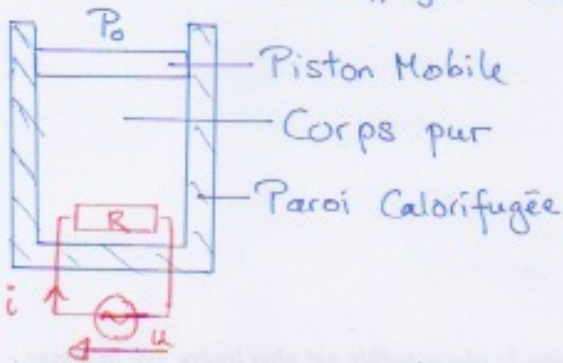 P₀
Piston Mobile
Corps pur
Paroi Calorifugée
R
i
u